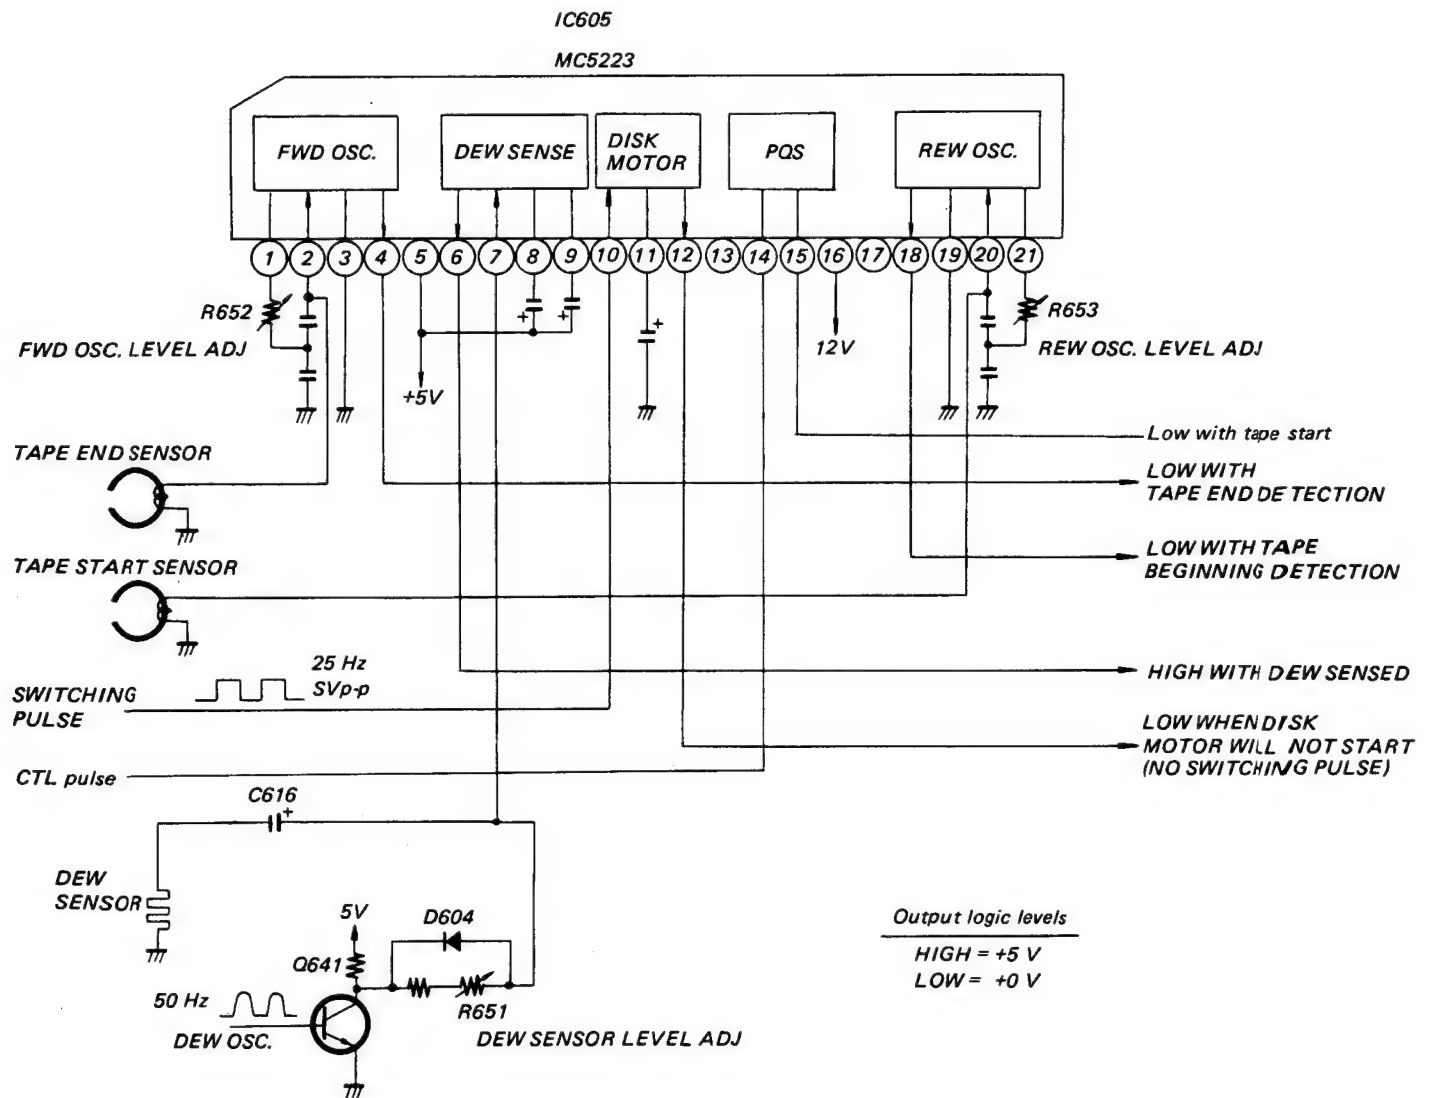 IC605
MC5223
FWD OSC.
DEW SENSE
DISK
MOTOR
PQS
REW OSC.
1 2 3 4 5 6 7 8 9 10 11 12 13 14 15 16 17 18 19 20 21
R652
FWD OSC. LEVEL ADJ
+5V
+
+
+
12V
R653
REW OSC. LEVEL ADJ
Low with tape start
TAPE END SENSOR
LOW WITH
TAPE END DETECTION
TAPE START SENSOR
LOW WITH TAPE
BEGINNING DETECTION
25 Hz
SVp-p
SWITCHING
PULSE
HIGH WITH DEW SENSED
LOW WHEN DISK
MOTOR WILL NOT START
(NO SWITCHING PULSE)
CTL pulse
C616
+
DEW
SENSOR
5V
D604
Q641
50 Hz
R651
DEW OSC.
DEW SENSOR LEVEL ADJ
Output logic levels
HIGH = +5 V
LOW = +0 V